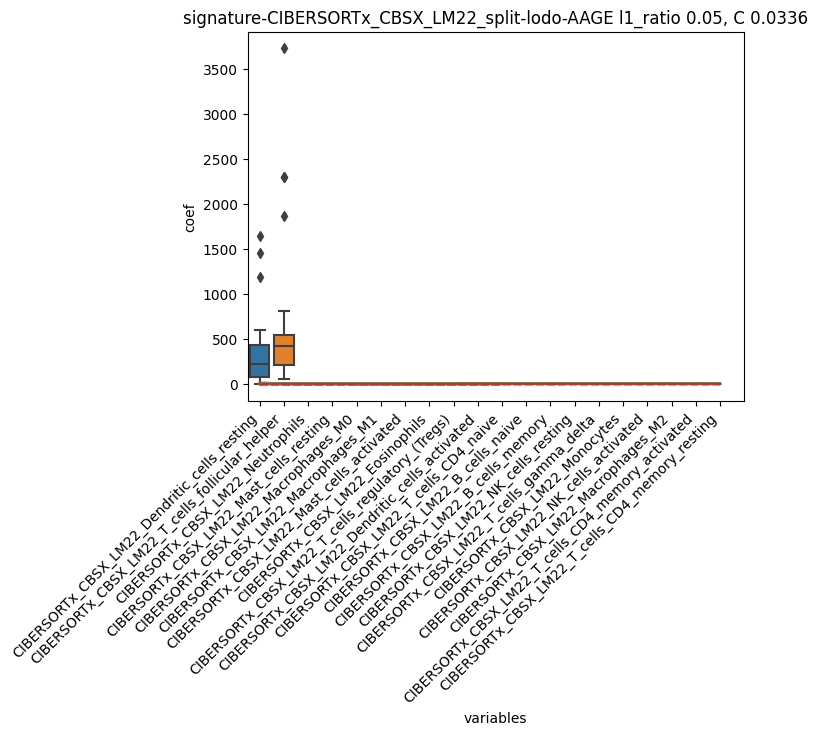 signature-CIBERSORTx_CBSX_LM22_split-lodo-AAGE l1_ratio 0.05, C 0.0336
coef
3500
3000
2500
2000
1500
1000
500
0
CIBERSORTx_CBSX_LM22_Dendritic_cells_resting
CIBERSORTx_CBSX_LM22_T_cells_follicular_helper
CIBERSORTx_CBSX_LM22_Neutrophils
CIBERSORTx_CBSX_LM22_Mast_cells_resting
CIBERSORTx_CBSX_LM22_Macrophages_M0
CIBERSORTx_CBSX_LM22_Macrophages_M1
CIBERSORTx_CBSX_LM22_Mast_cells_activated
CIBERSORTx_CBSX_LM22_Eosinophils
CIBERSORTx_CBSX_LM22_T_cells_regulatory_(Tregs)
CIBERSORTx_CBSX_LM22_Dendritic_cells_activated
CIBERSORTx_CBSX_LM22_T_cells_CD4_naive
CIBERSORTx_CBSX_LM22_B_cells_naive
CIBERSORTx_CBSX_LM22_B_cells_memory
CIBERSORTx_CBSX_LM22_NK_cells_resting
CIBERSORTx_CBSX_LM22_T_cells_gamma_delta
CIBERSORTx_CBSX_LM22_Monocytes
CIBERSORTx_CBSX_LM22_NK_cells_activated
CIBERSORTx_CBSX_LM22_Macrophages_M2
CIBERSORTx_CBSX_LM22_T_cells_CD4_memory_activated
CIBERSORTx_CBSX_LM22_T_cells_CD4_memory_resting
variables